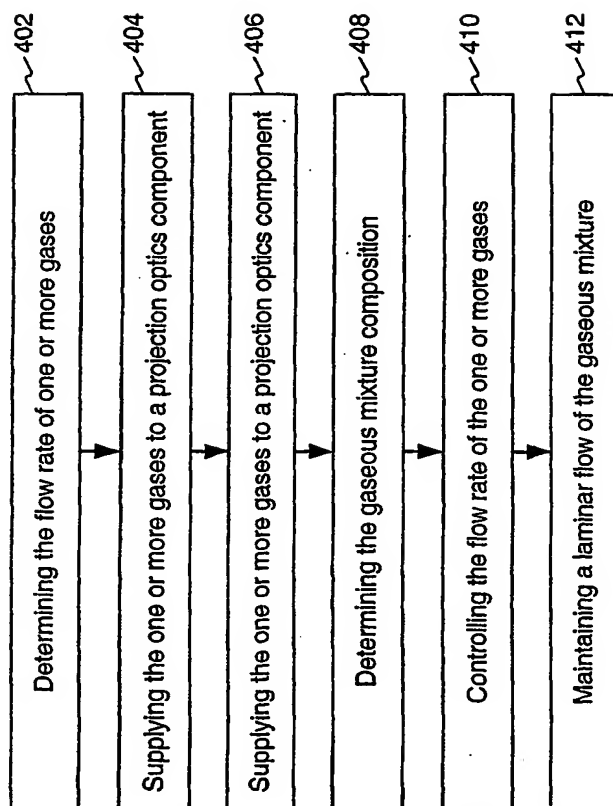 402
Determining the flow rate of one or more gases
404
Supplying the one or more gases to a projection optics component
406
Supplying the one or more gases to a projection optics component
408
Determining the gaseous mixture composition
410
Controlling the flow rate of the one or more gases
412
Maintaining a laminar flow of the gaseous mixture